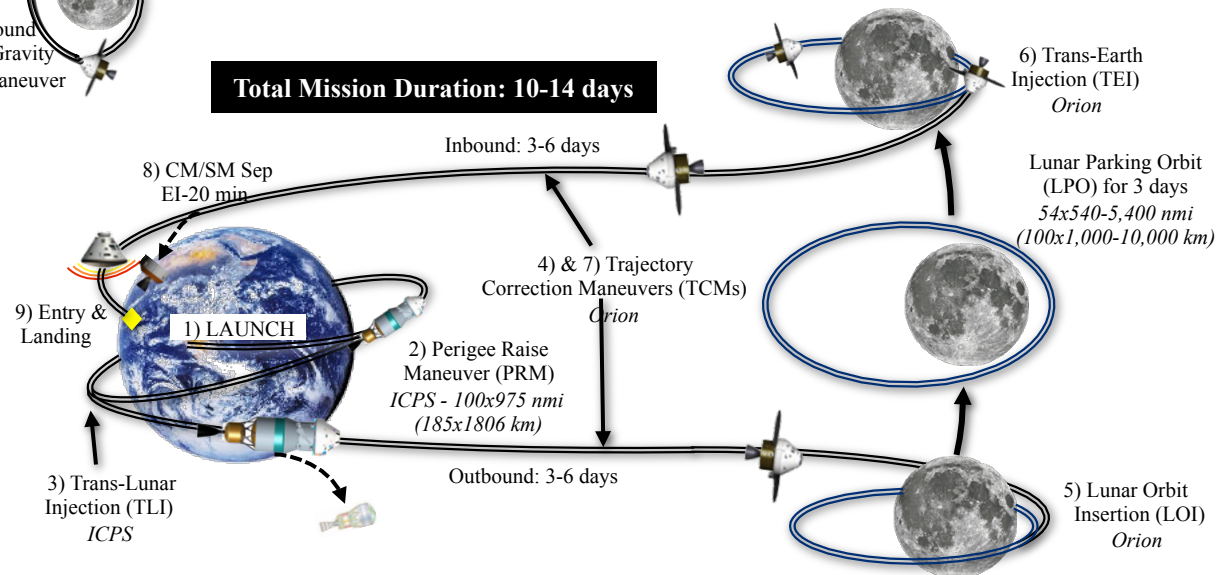 ound
Gravity
aneuver
Total Mission Duration: 10-14 days
6) Trans-Earth
Injection (TEI)
Orion
Inbound: 3-6 days
8) CM/SM Sep
EI-20 min
Lunar Parking Orbit
(LPO) for 3 days
54x540-5,400 nmi
(100x1,000-10,000 km)
4) & 7) Trajectory
Correction Maneuvers (TCMs)
Orion
9) Entry &
Landing
1) LAUNCH
2) Perigee Raise
Maneuver (PRM)
ICPS - 100x975 nmi
(185x1806 km)
Outbound: 3-6 days
3) Trans-Lunar
Injection (TLI)
ICPS
5) Lunar Orbit
Insertion (LOI)
Orion